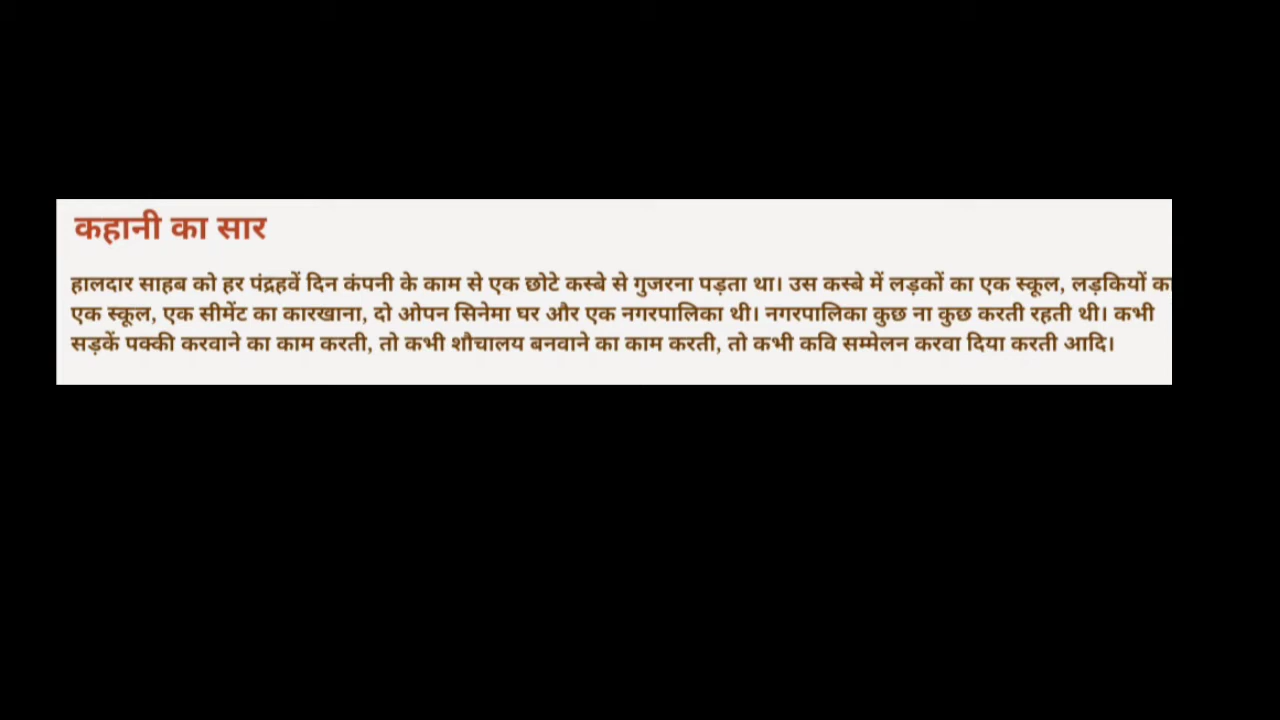 कहानी का सार
हालदार साहब को हर पंद्रहवें दिन कंपनी के काम से एक छोटे कस्बे से गुजरना पड़ता था। उस कस्बे में लड़कों का एक स्कूल, लड़कियों का
एक स्कूल, एक सीमेंट का कारखाना, दो ओपन सिनेमा घर और एक नगरपालिका थी। नगरपालिका कुछ ना कुछ करती रहती थी। कभी
सड़कें पक्की करवाने का काम करती, तो कभी शौचालय बनवाने का काम करती, तो कभी कवि सम्मेलन करवा दिया करती आदि।